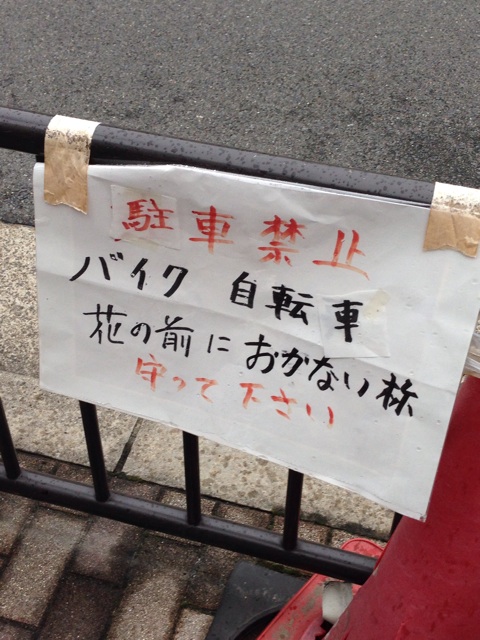 駐車禁止
バイク 自転車
花の前におかない様
守って下さい